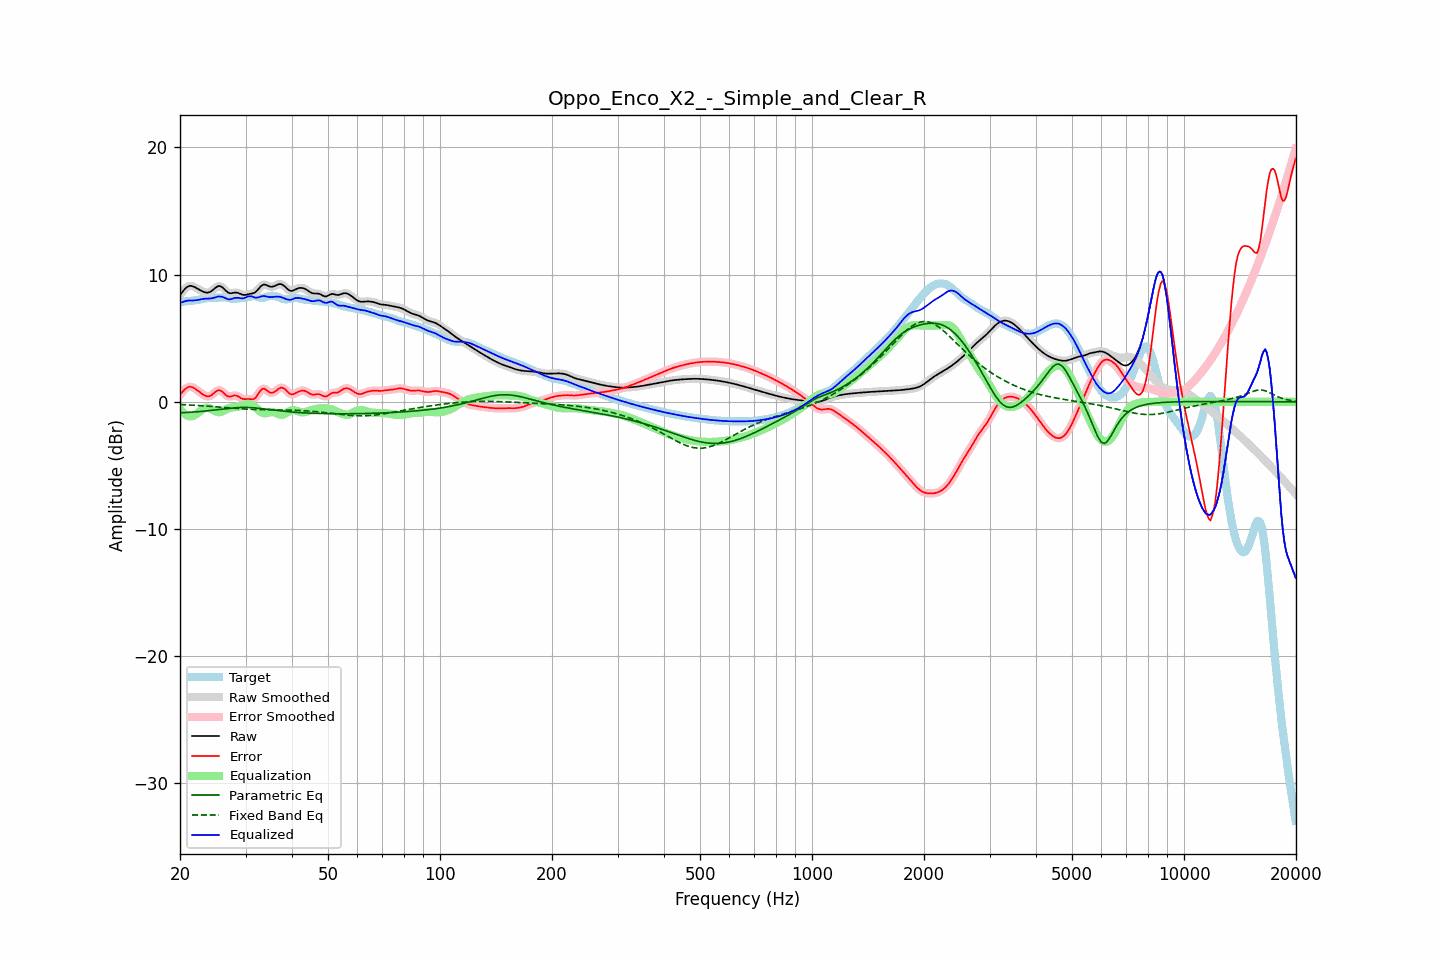 Oppo_Enco_X2_-_Simple_and_Clear_R
20
10
0
−10
−20
−30
Amplitude (dBr)
Target
Raw Smoothed
Error Smoothed
Raw
Error
Equalization
Parametric Eq
Fixed Band Eq
Equalized
20 50 100 200 500 1000 2000 5000 10000 20000
Frequency (Hz)